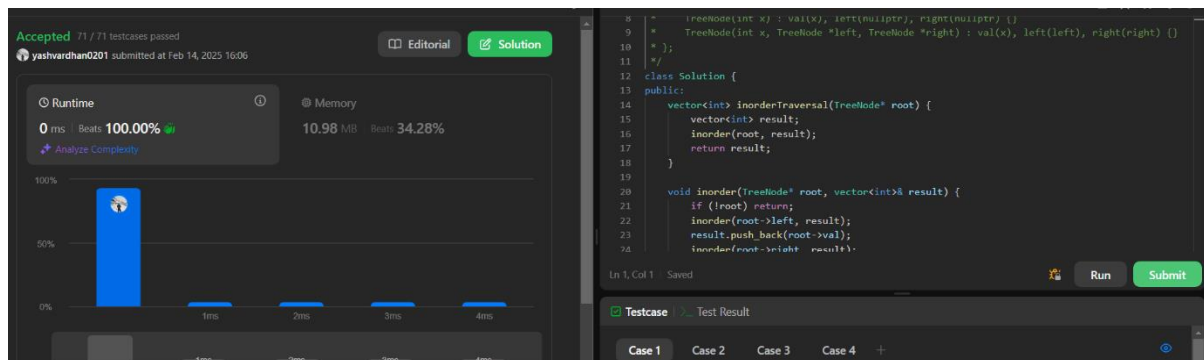 Accepted 71 / 71 testcases passed
yashvardhan0201 submitted at Feb 14, 2025 16:06
Editorial
Solution
Runtime
0 ms | Beats 100.00%
Analyze Complexity
Memory
10.98 MB Beats 34.28%
100%
50%
0%
1ms 2ms 3ms 4ms
1ms 2ms 3ms 4ms
8 * TreeNode(int x) : val(x), left(nullptr), right(nullptr) {}
9 * TreeNode(int x, TreeNode *left, TreeNode *right) : val(x), left(left), right(right) {}
10 * };
11 */
12 class Solution {
13 public:
14 vector<int> inorderTraversal(TreeNode* root) {
15 vector<int> result;
16 inorder(root, result);
17 return result;
18 }
19
20 void inorder(TreeNode* root, vector<int>& result) {
21 if (!root) return;
22 inorder(root->left, result);
23 result.push_back(root->val);
24 inorder(root->right, result);
Ln 1, Col 1 | Saved
Run
Submit
Testcase | >_ Test Result
Case 1 Case 2 Case 3 Case 4 +